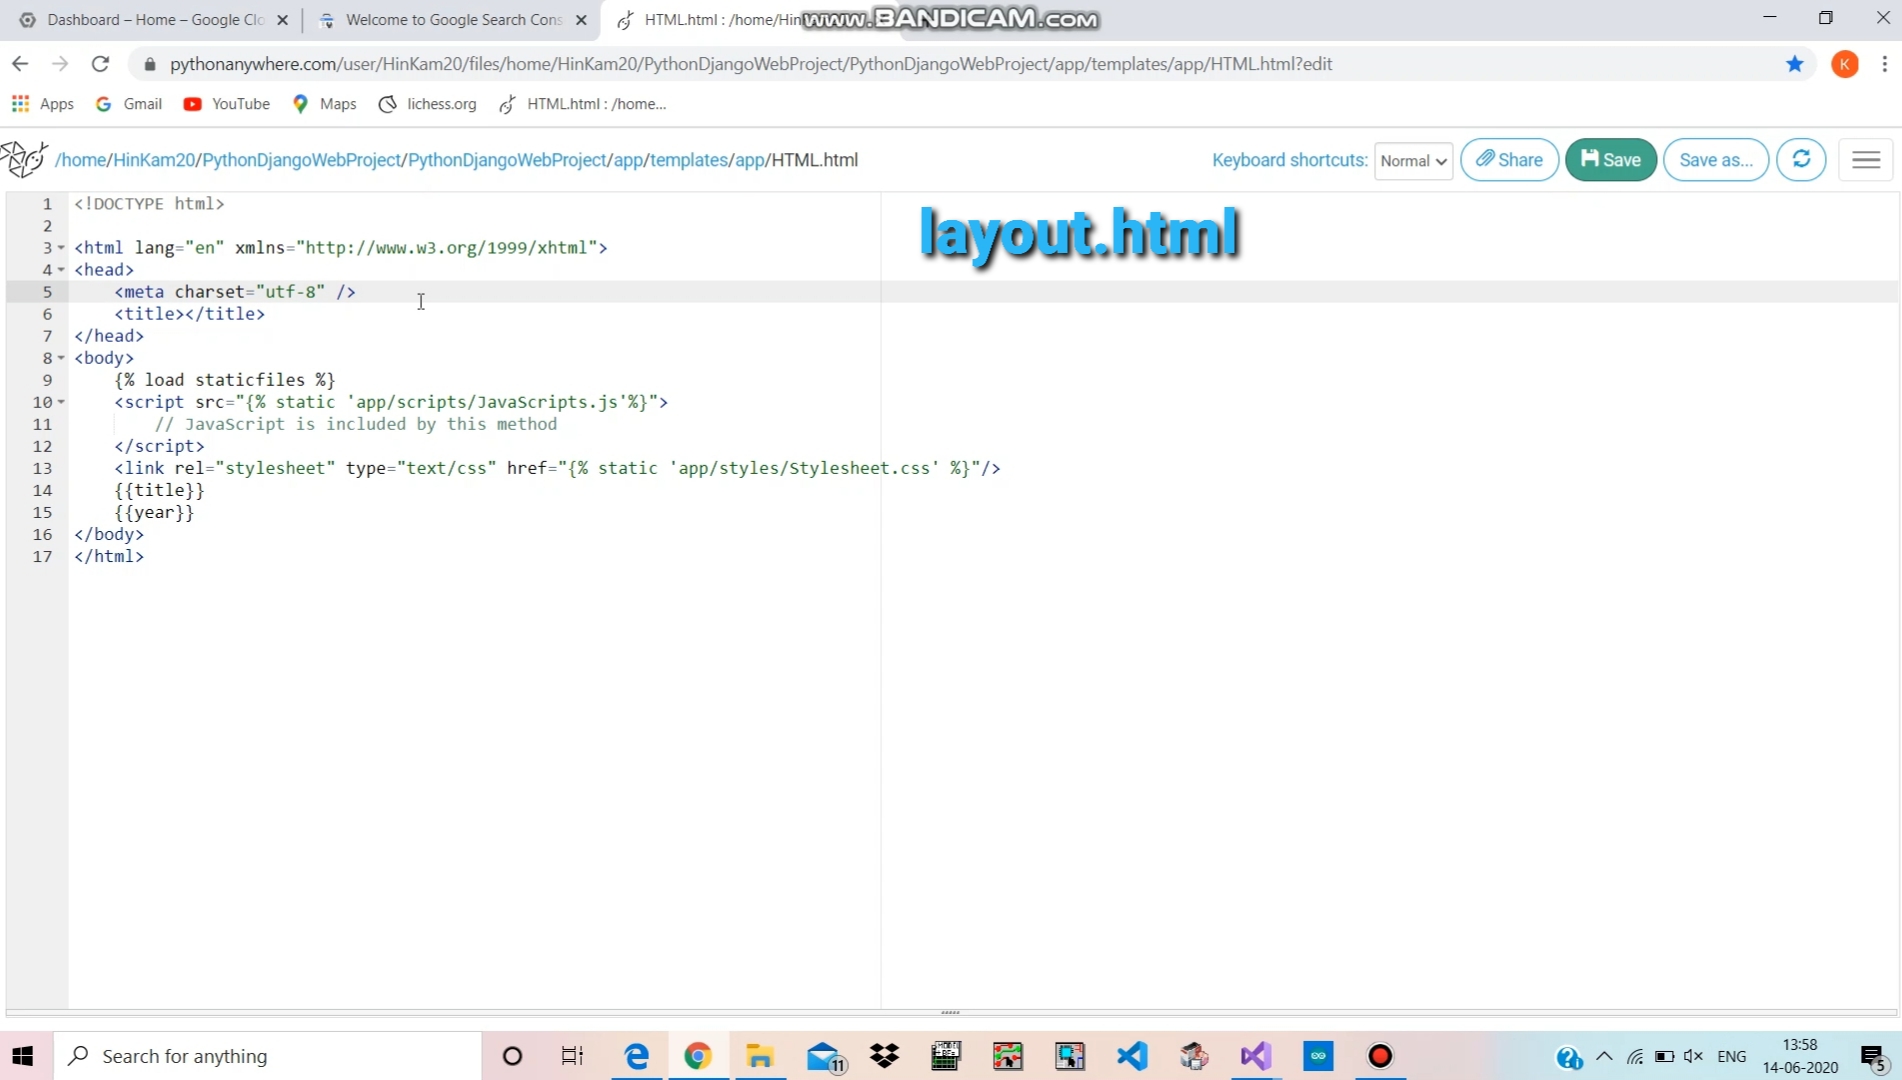 Dashboard – Home – Google Clo
Welcome to Google Search Cons
HTML.html : /home/Hin
www.BANDICAM.com
pythonanywhere.com/user/HinKam20/files/home/HinKam20/PythonDjangoWebProject/PythonDjangoWebProject/app/templates/app/HTML.html?edit
K
Apps
Gmail
YouTube
Maps
lichess.org
HTML.html : /home...
/home/HinKam20/PythonDjangoWebProject/PythonDjangoWebProject/app/templates/app/HTML.html
Keyboard shortcuts:
Normal
Share
Save
Save as...
layout.html
1 <!DOCTYPE html>
2
3 <html lang="en" xmlns="http://www.w3.org/1999/xhtml">
4 <head>
5 <meta charset="utf-8" />
6 <title></title>
7 </head>
8 <body>
9 {% load staticfiles %}
10 <script src="{% static 'app/scripts/JavaScripts.js'%}">
11 // JavaScript is included by this method
12 </script>
13 <link rel="stylesheet" type="text/css" href="{% static 'app/styles/Stylesheet.css' %}"/>
14 {{title}}
15 {{year}}
16 </body>
17 </html>
Search for anything
11
ENG
13:58
14-06-2020
5